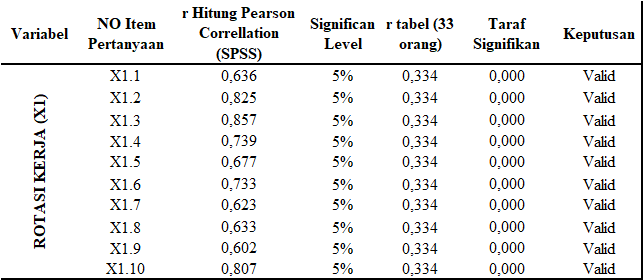 Variabel NO Item Pertanyaan r Hitung Pearson Correllation (SPSS) Significan Level r tabel (33 orang) Taraf Signifikan Keputusan
ROTASI KERJA (X1)
X1.1 0,636 5% 0,334 0,000 Valid
X1.2 0,825 5% 0,334 0,000 Valid
X1.3 0,857 5% 0,334 0,000 Valid
X1.4 0,739 5% 0,334 0,000 Valid
X1.5 0,677 5% 0,334 0,000 Valid
X1.6 0,733 5% 0,334 0,000 Valid
X1.7 0,623 5% 0,334 0,000 Valid
X1.8 0,633 5% 0,334 0,000 Valid
X1.9 0,602 5% 0,334 0,000 Valid
X1.10 0,807 5% 0,334 0,000 Valid